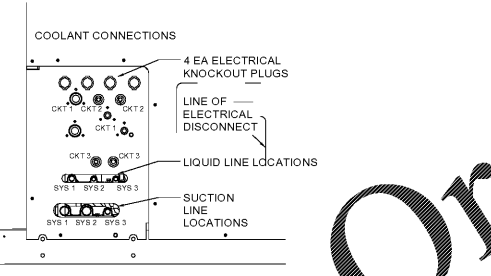 COOLANT CONNECTIONS
4 EA ELECTRICAL
KNOCKOUT PLUGS
CKT 1 CKT 2 CKT 2
LINE OF
ELECTRICAL
DISCONNECT
CKT 1
CKT 3 CKT 3
LIQUID LINE LOCATIONS
SYS 1 SYS 2 SYS 3
SUCTION
LINE
LOCATIONS
SYS 1 SYS 2 SYS 3
Or